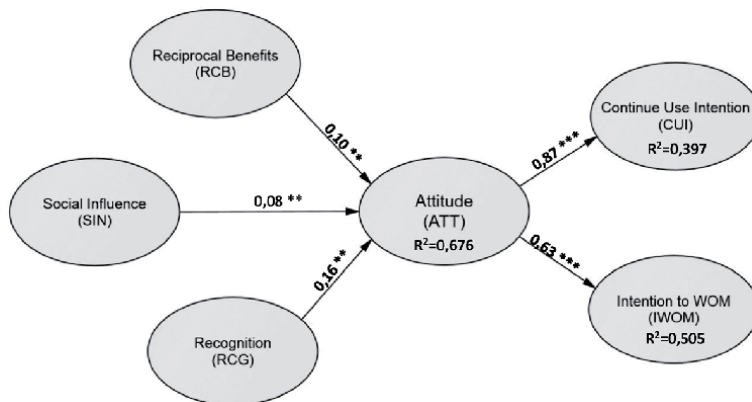 Reciprocal Benefits
(RCB)
0,10 **
Social Influence
(SIN)
0,08 **
Recognition
(RCG)
0,16 **
Attitude
(ATT)
R²=0,676
0,87 ***
Continue Use Intention
(CUI)
R²=0,397
0,63 ***
Intention to WOM
(IWOM)
R²=0,505